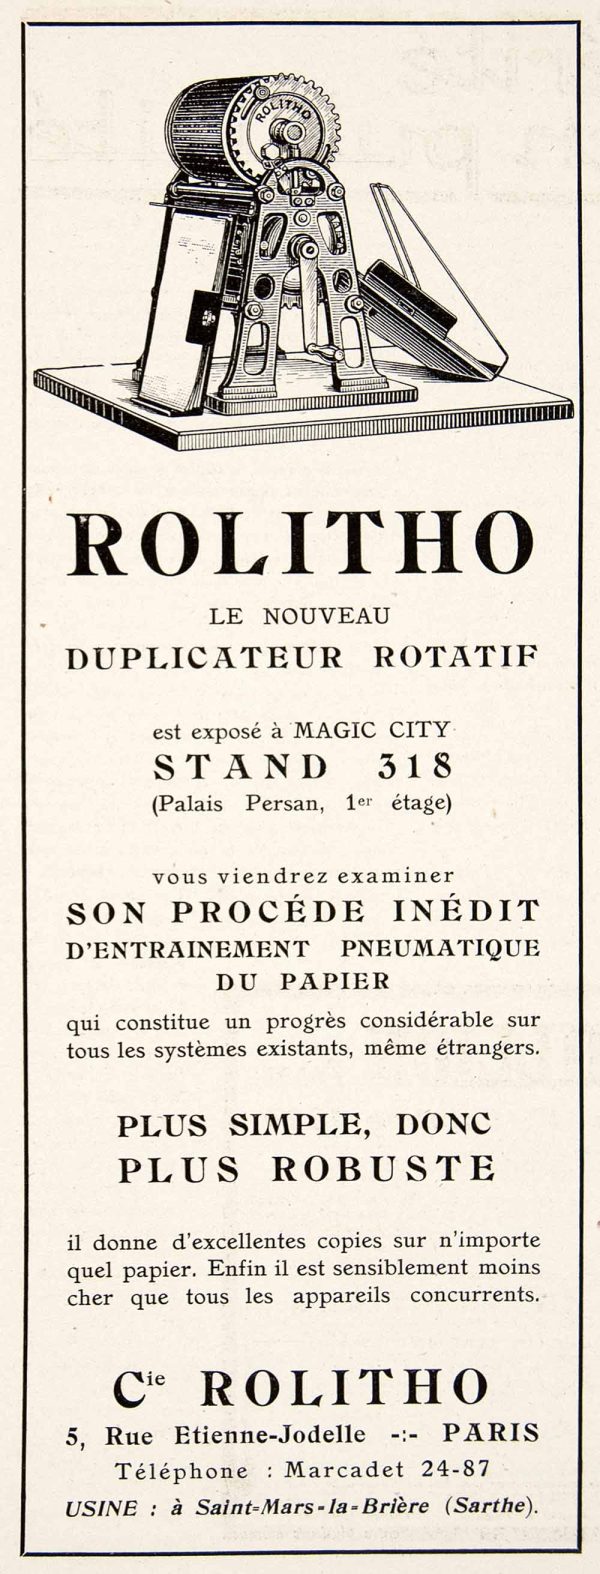 ROLITHO
ROLITHO
LE NOUVEAU
DUPLICATEUR ROTATIF
est exposé à MAGIC CITY
STAND 318
(Palais Persan, 1er étage)
vous viendrez examiner
SON PROCÉDE INÉDIT
D'ENTRAINEMENT PNEUMATIQUE
DU PAPIER
qui constitue un progrès considérable sur
tous les systèmes existants, même étrangers.
PLUS SIMPLE, DONC
PLUS ROBUSTE
il donne d'excellentes copies sur n'importe
quel papier. Enfin il est sensiblement moins
cher que tous les appareils concurrents.
Cie ROLITHO
5, Rue Etienne-Jodelle -:- PARIS
Téléphone : Marcadet 24-87
USINE : à Saint=Mars=la=Brière (Sarthe).